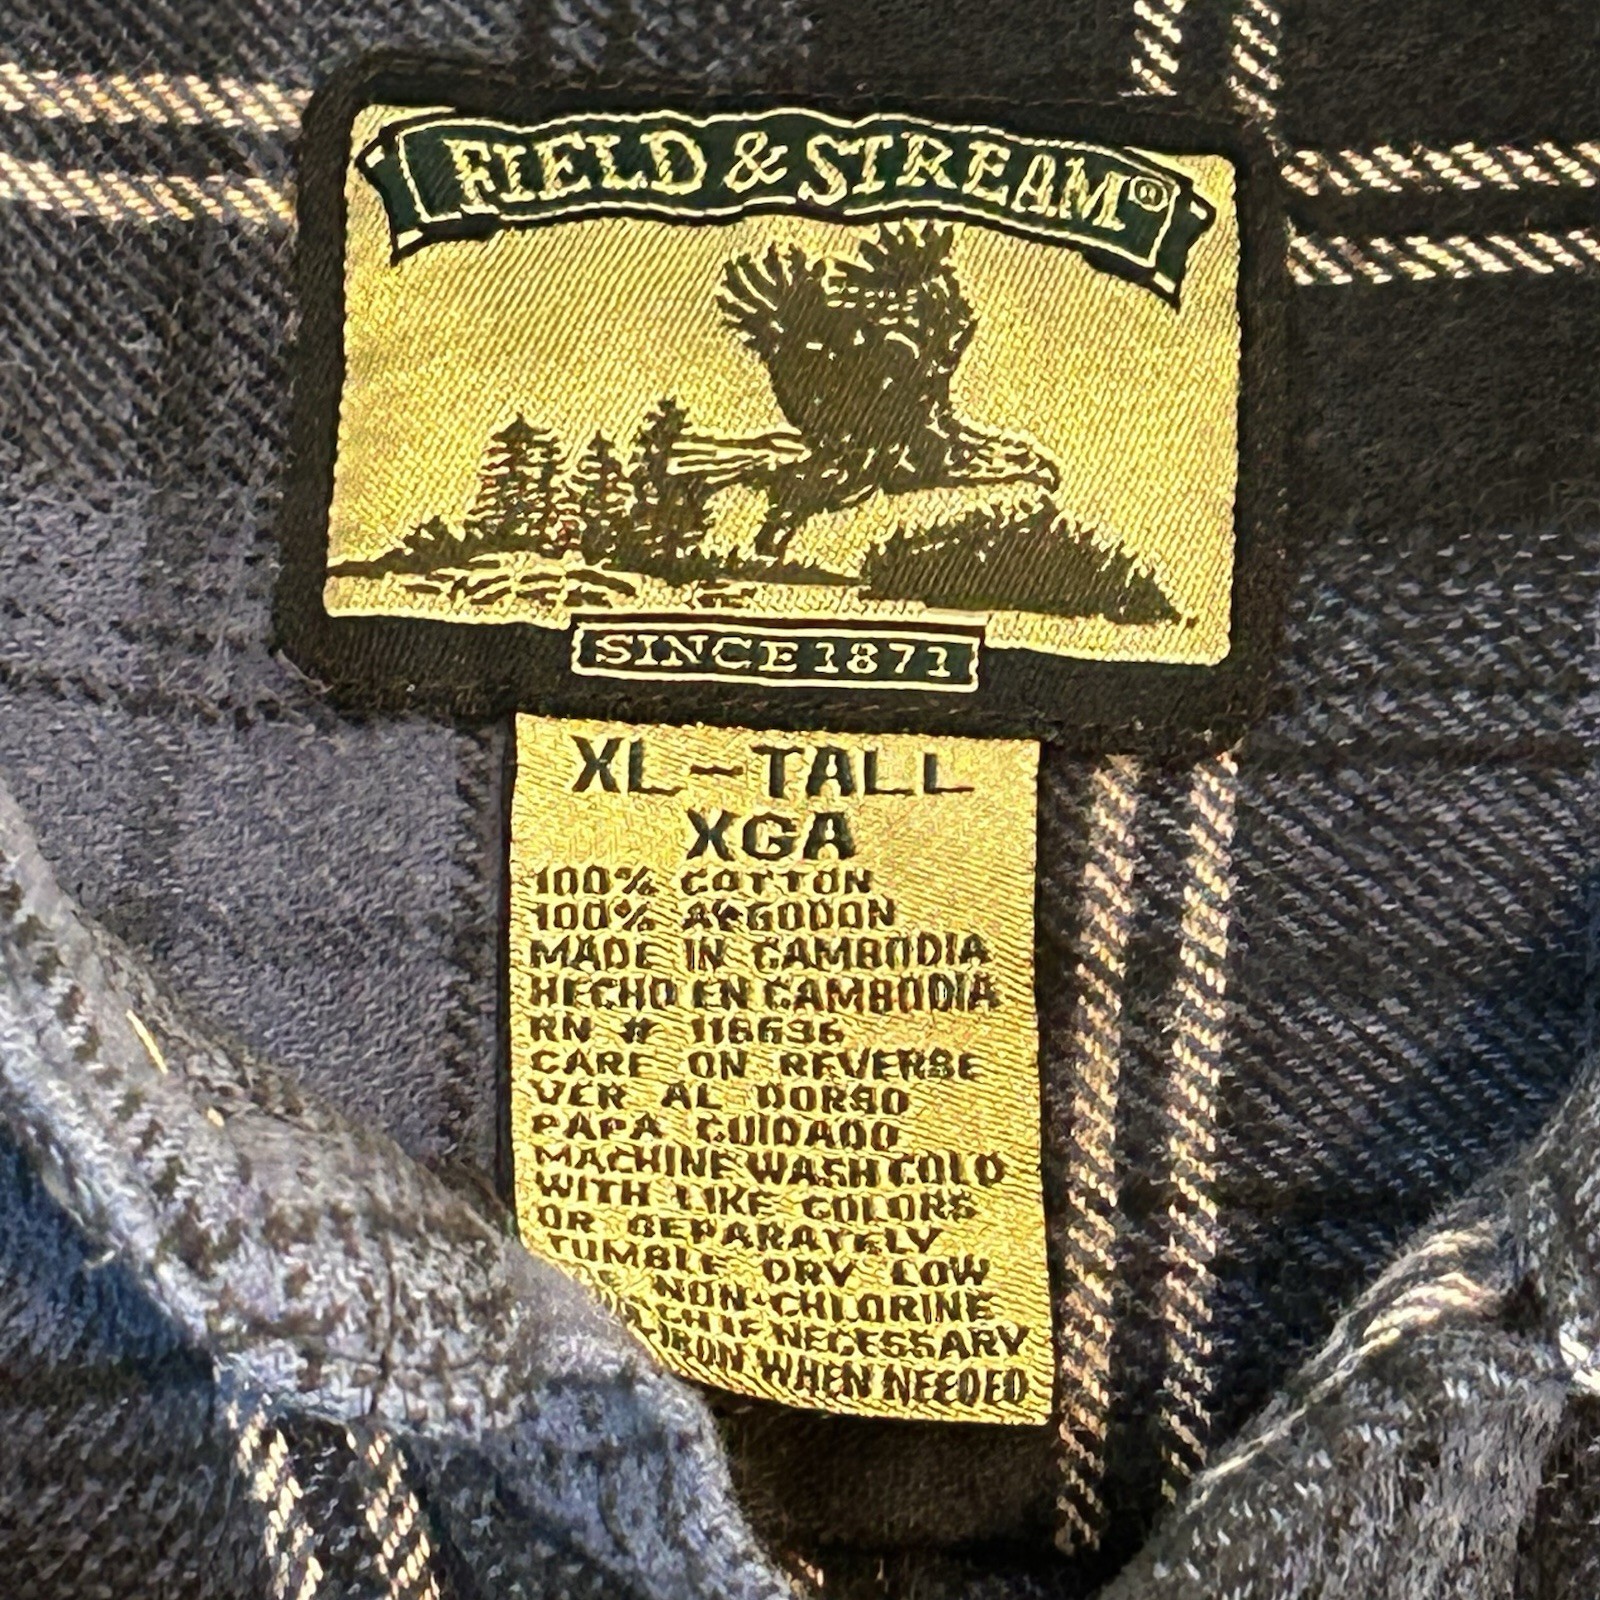 FIELD & STREAM®
SINCE 1871
XL-TALL
XGA
100% COTTON
100% ALGODON
MADE IN CAMBODIA
HECHO EN CAMBODIA
RN # 116636
CARE ON REVERSE
VER AL DORSO
PAPA CUIDADO
MACHINE WASH COLD
WITH LIKE COLORS
OR SEPARATELY
TUMBLE DRY LOW
NON-CHLORINE
NECESSARY
IRON WHEN NEEDED